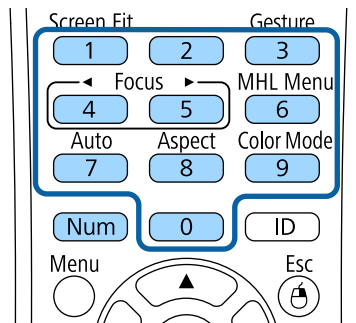 Screen Fit Gesture
1 2 3
◄ Focus ► MHL Menu
4 5 6
Auto Aspect Color Mode
7 8 9
Num 0 ID
Menu Esc